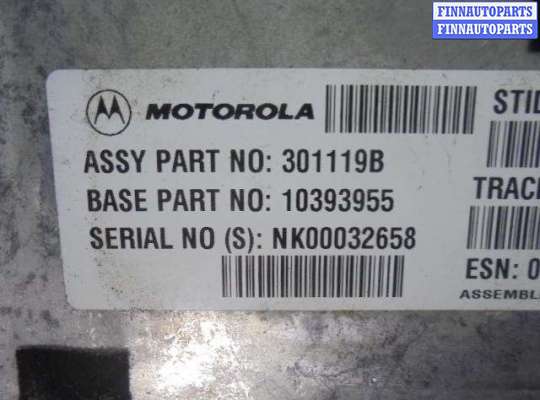 FINNAUTOPARTS
FINNAUTOPARTS
MOTOROLA
ASSY PART NO: 301119B
BASE PART NO: 10393955
SERIAL NO (S): NK00032658
STID
TRAC
ESN: 0
ASSEMBL